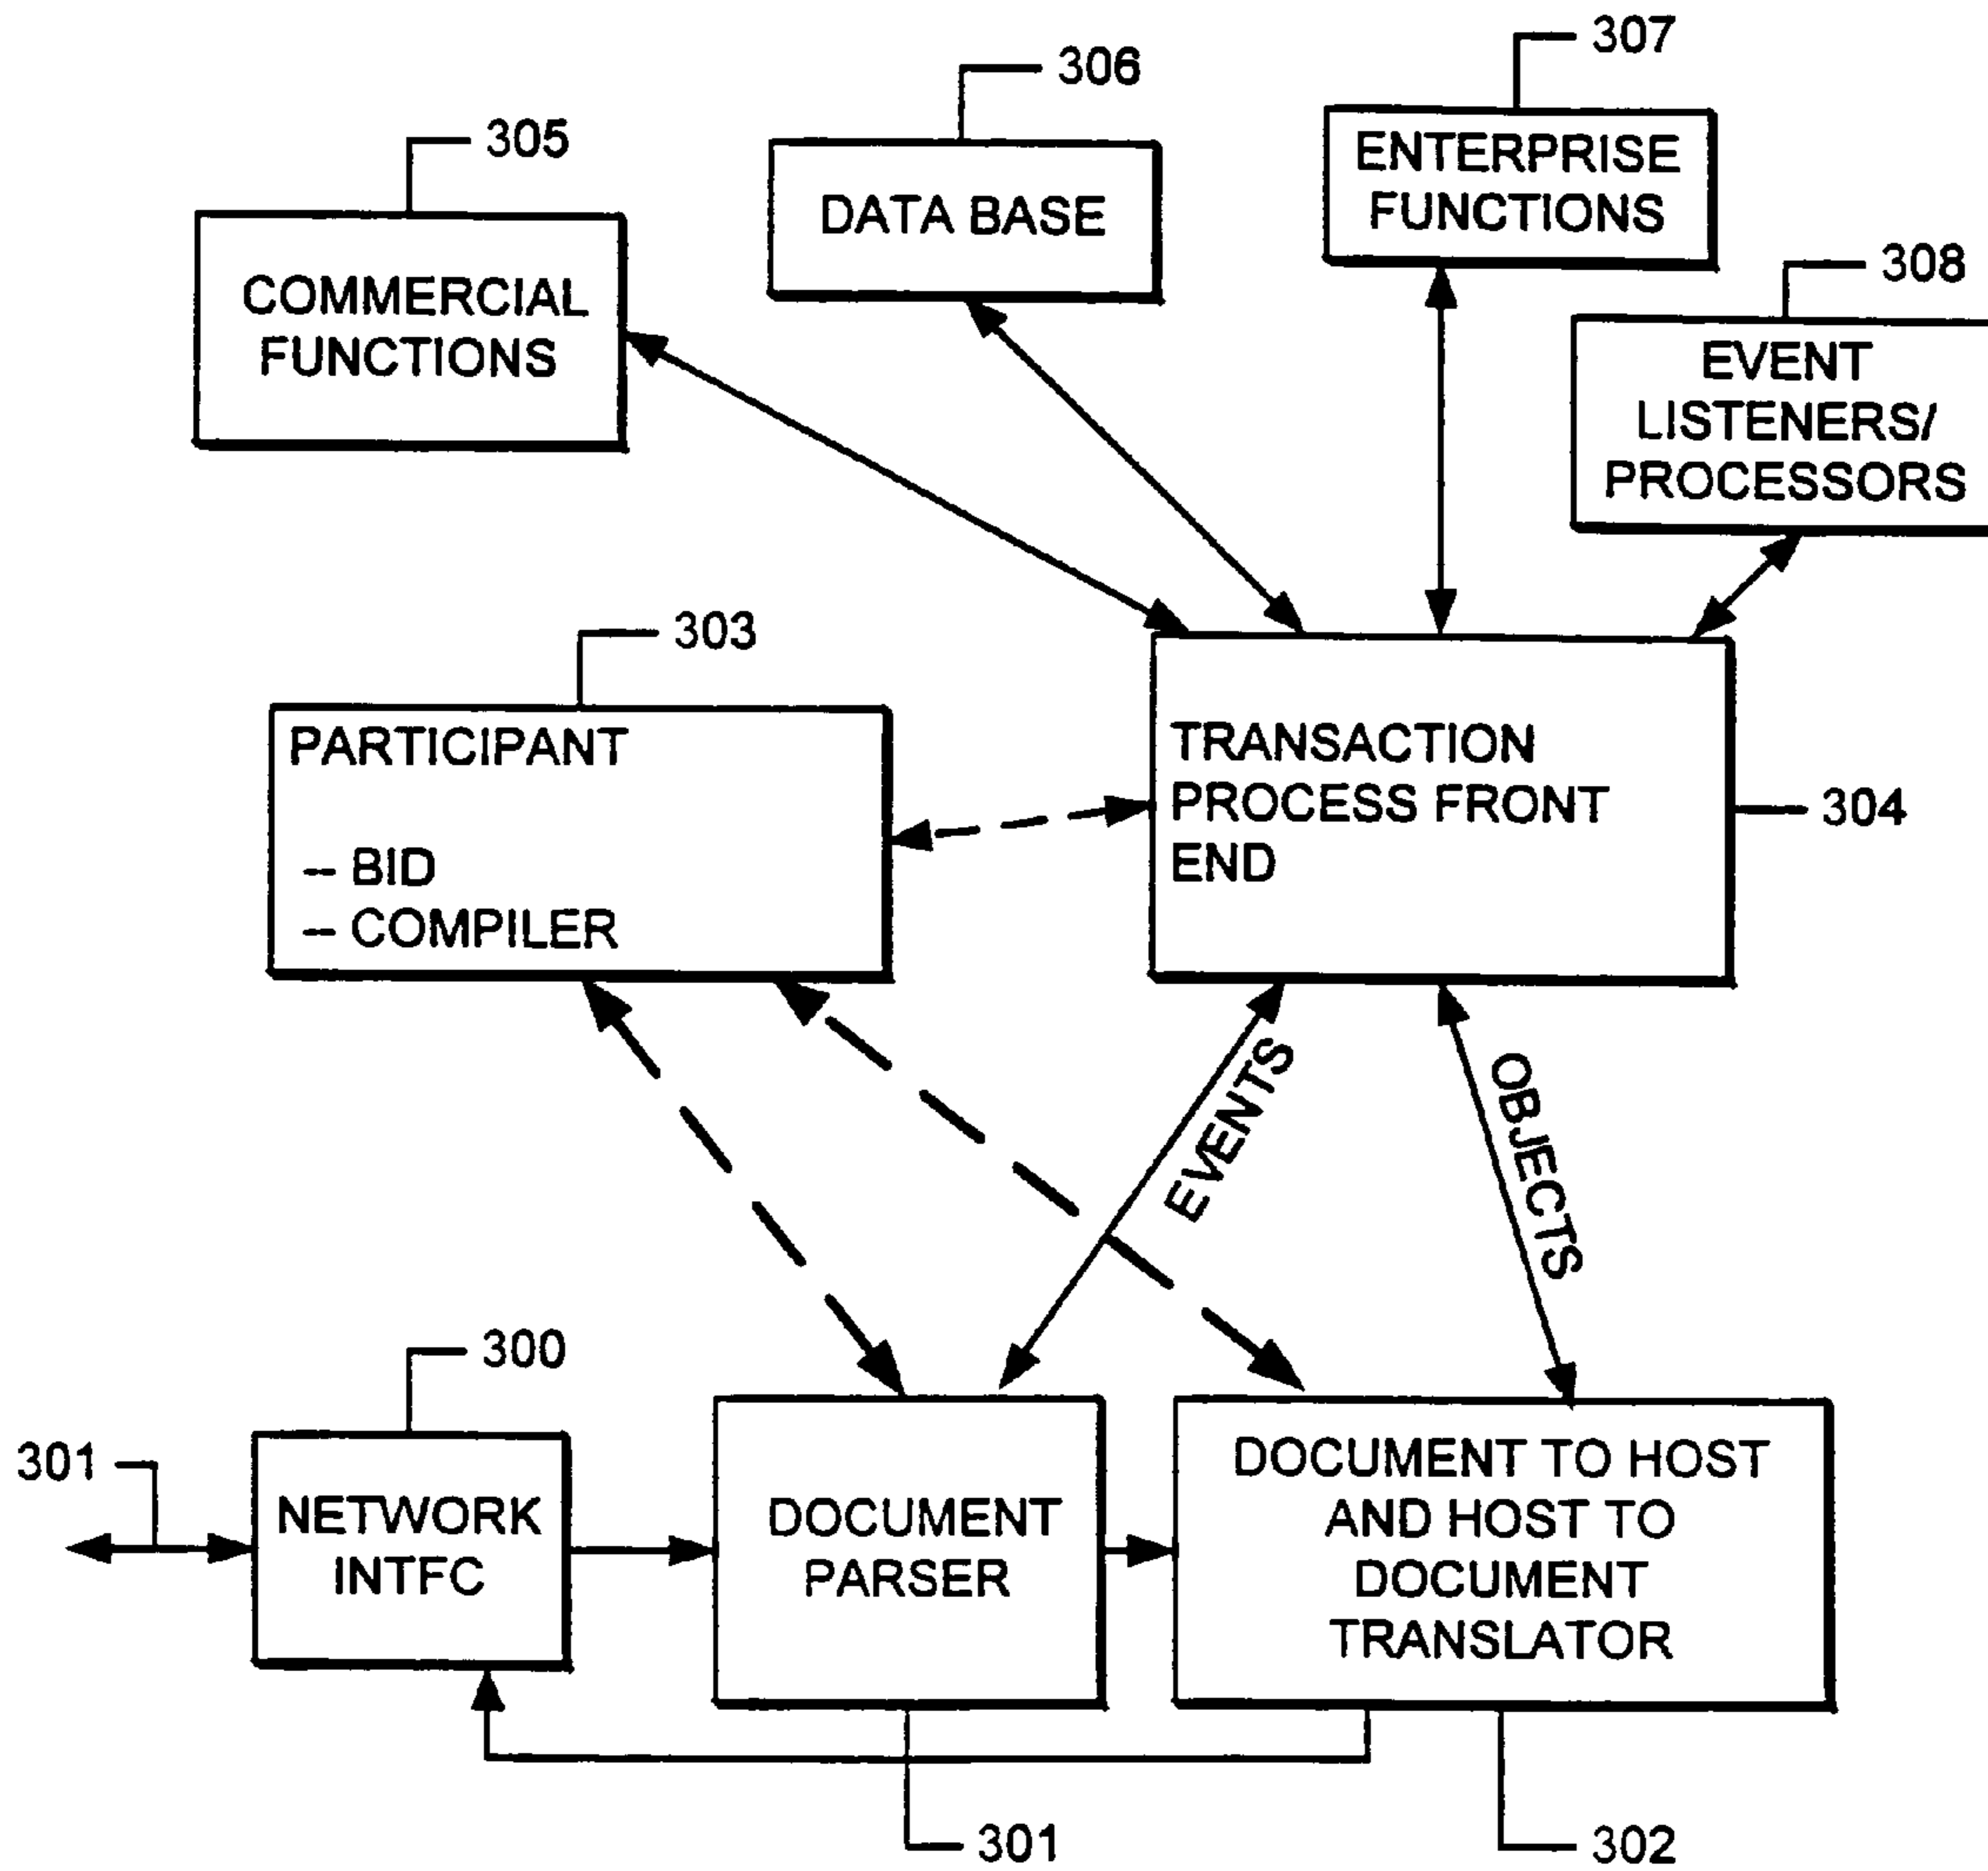 307
306
305
ENTERPRISE
FUNCTIONS
DATA BASE
308
COMMERCIAL
FUNCTIONS
EVENT
LISTENERS/
PROCESSORS
303
PARTICIPANT
– BID
– COMPILER
TRANSACTION
PROCESS FRONT
END
304
EVENTS
OBJECTS
300
301
NETWORK
INTFC
DOCUMENT
PARSER
DOCUMENT TO HOST
AND HOST TO
DOCUMENT
TRANSLATOR
301
302